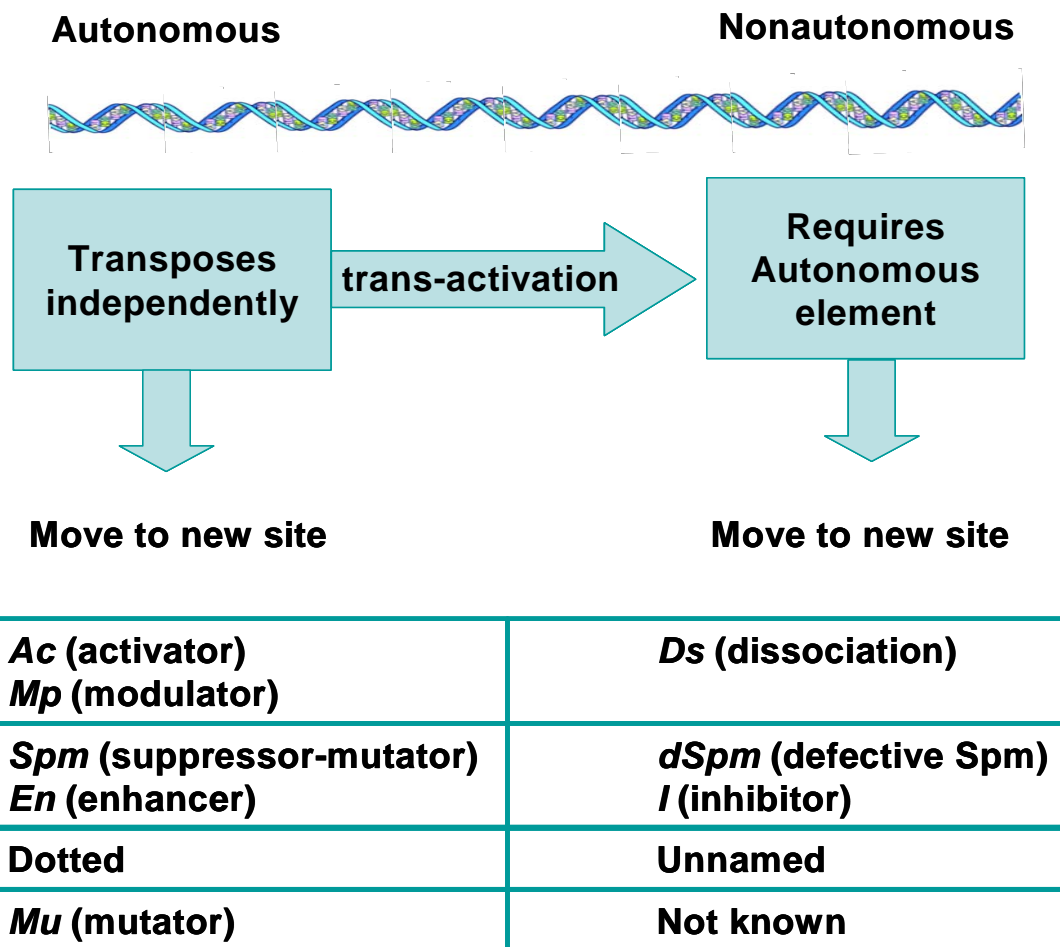 Autonomous
Nonautonomous
Transposes
independently
trans-activation
Requires
Autonomous
element
Move to new site
Move to new site
Ac (activator)
Mp (modulator)
Ds (dissociation)
Spm (suppressor-mutator)
En (enhancer)
dSpm (defective Spm)
I (inhibitor)
Dotted
Unnamed
Mu (mutator)
Not known